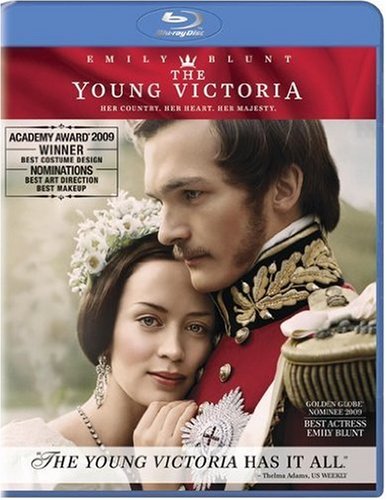 Blu-ray Disc
EMILY BLUNT
THE
YOUNG VICTORIA
HER COUNTRY. HER HEART. HER MAJESTY.
ACADEMY AWARD® 2009
WINNER
BEST COSTUME DESIGN
NOMINATIONS
BEST ART DIRECTION
BEST MAKEUP
GOLDEN GLOBE®
NOMINEE 2009
BEST ACTRESS
EMILY BLUNT
"THE YOUNG VICTORIA HAS IT ALL."
– Thelma Adams, US WEEKLY